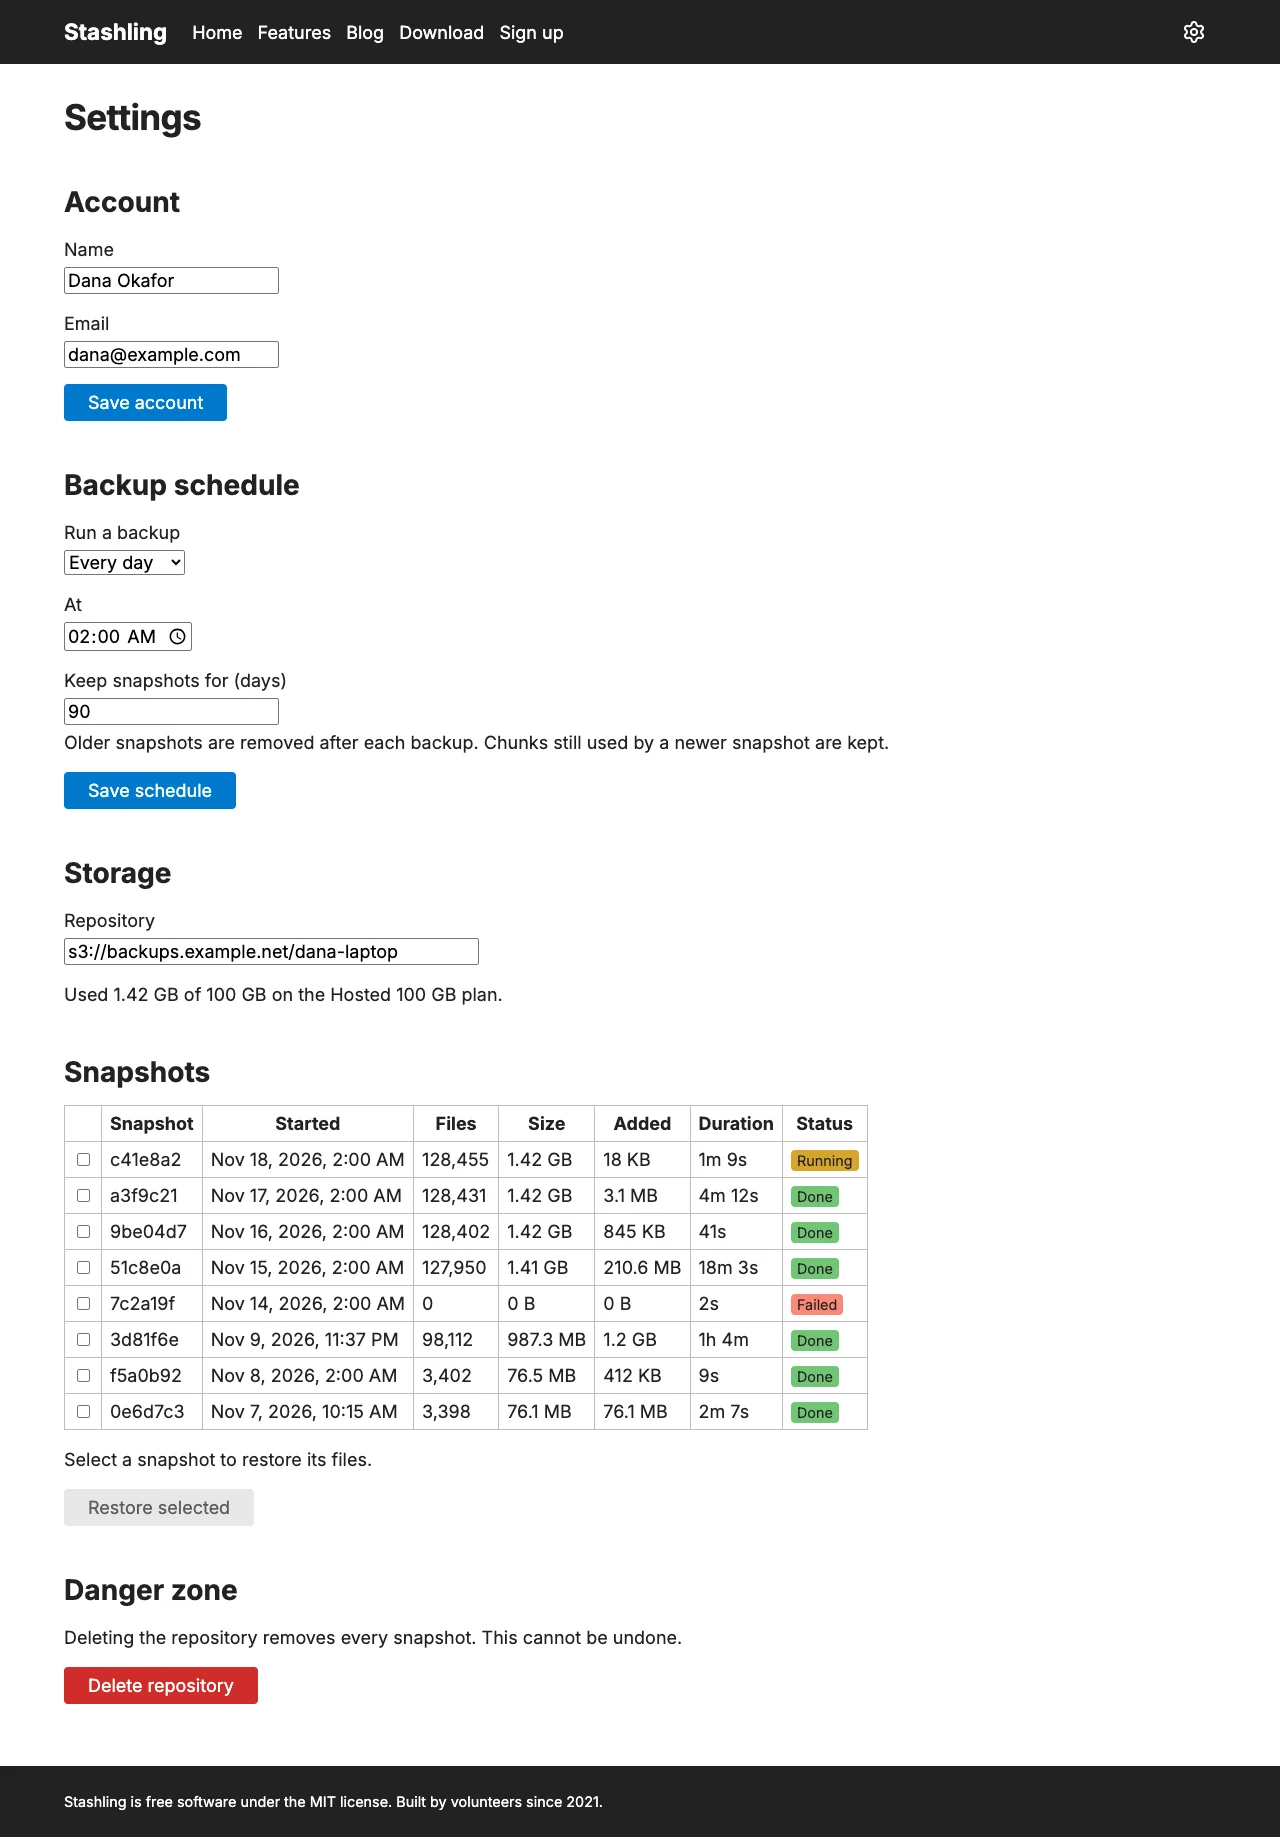 Stashling Home Features Blog Download Sign up
Settings
Account
Name
Dana Okafor
Email
dana@example.com
Save account
Backup schedule
Run a backup
Every day
At
02:00 AM
Keep snapshots for (days)
90
Older snapshots are removed after each backup. Chunks still used by a newer snapshot are kept.
Save schedule
Storage
Repository
s3://backups.example.net/dana-laptop
Used 1.42 GB of 100 GB on the Hosted 100 GB plan.
Snapshots
Snapshot Started Files Size Added Duration Status
c41e8a2 Nov 18, 2026, 2:00 AM 128,455 1.42 GB 18 KB 1m 9s Running
a3f9c21 Nov 17, 2026, 2:00 AM 128,431 1.42 GB 3.1 MB 4m 12s Done
9be04d7 Nov 16, 2026, 2:00 AM 128,402 1.42 GB 845 KB 41s Done
51c8e0a Nov 15, 2026, 2:00 AM 127,950 1.41 GB 210.6 MB 18m 3s Done
7c2a19f Nov 14, 2026, 2:00 AM 0 0 B 0 B 2s Failed
3d81f6e Nov 9, 2026, 11:37 PM 98,112 987.3 MB 1.2 GB 1h 4m Done
f5a0b92 Nov 8, 2026, 2:00 AM 3,402 76.5 MB 412 KB 9s Done
0e6d7c3 Nov 7, 2026, 10:15 AM 3,398 76.1 MB 76.1 MB 2m 7s Done
Select a snapshot to restore its files.
Restore selected
Danger zone
Deleting the repository removes every snapshot. This cannot be undone.
Delete repository
Stashling is free software under the MIT license. Built by volunteers since 2021.